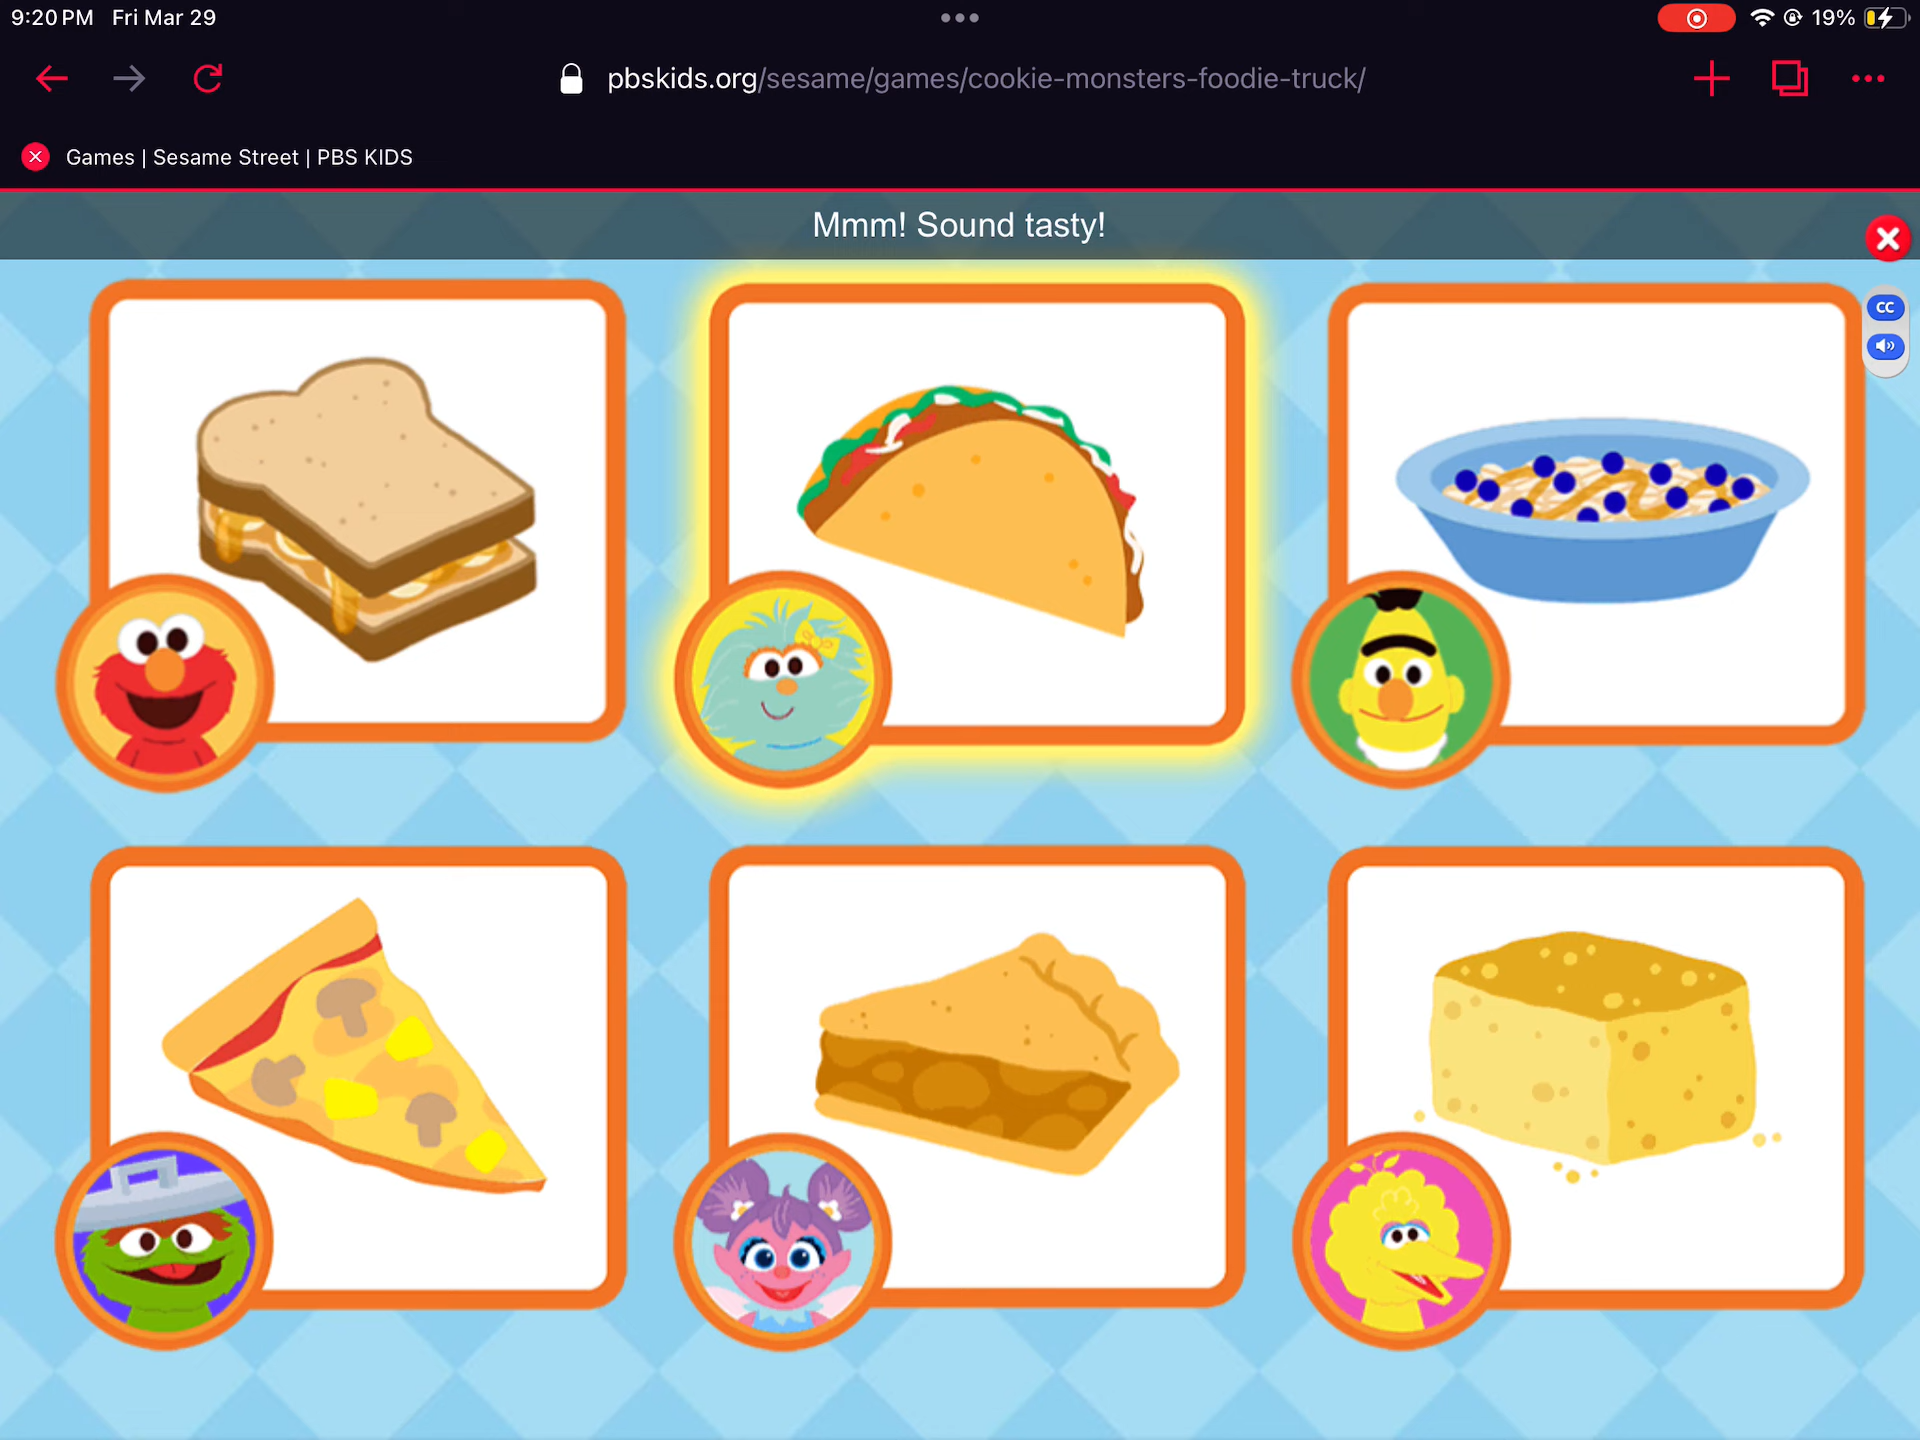 9:20 PM Fri Mar 29
19%
pbskids.org/sesame/games/cookie-monsters-foodie-truck/
Games | Sesame Street | PBS KIDS
Mmm! Sound tasty!
CC